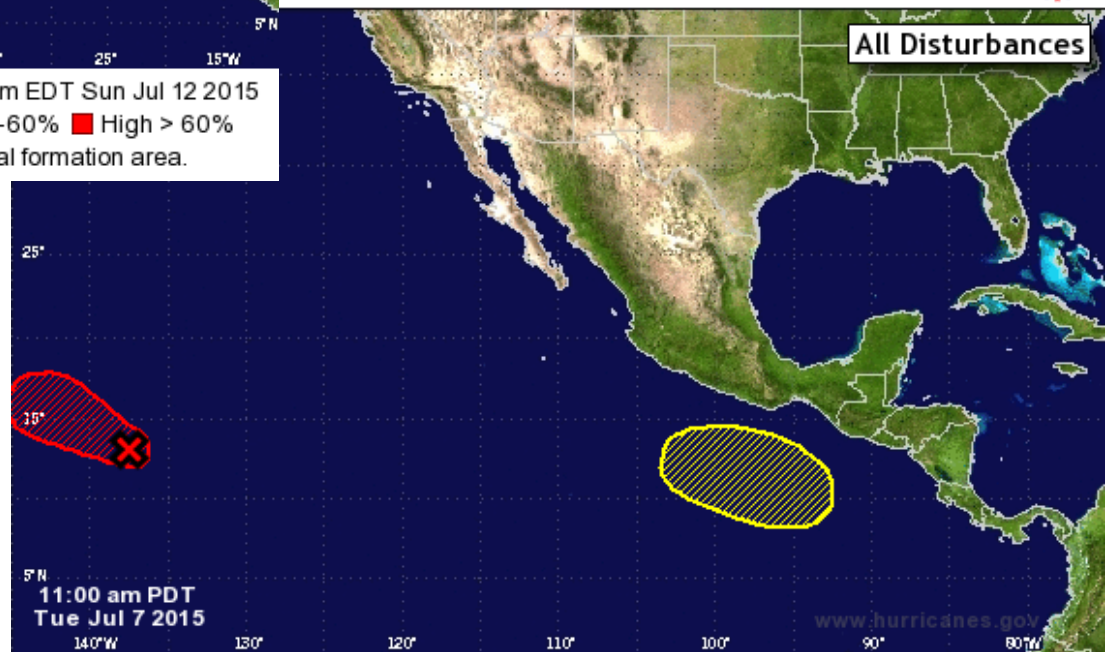 5°N
25° 15°W
m EDT Sun Jul 12 2015
-60% High > 60%
al formation area.
All Disturbances
25°
15°
5°N
11:00 am PDT
Tue Jul 7 2015
www.hurricanes.gov
140°W 130° 120° 110° 100° 90° 80°W